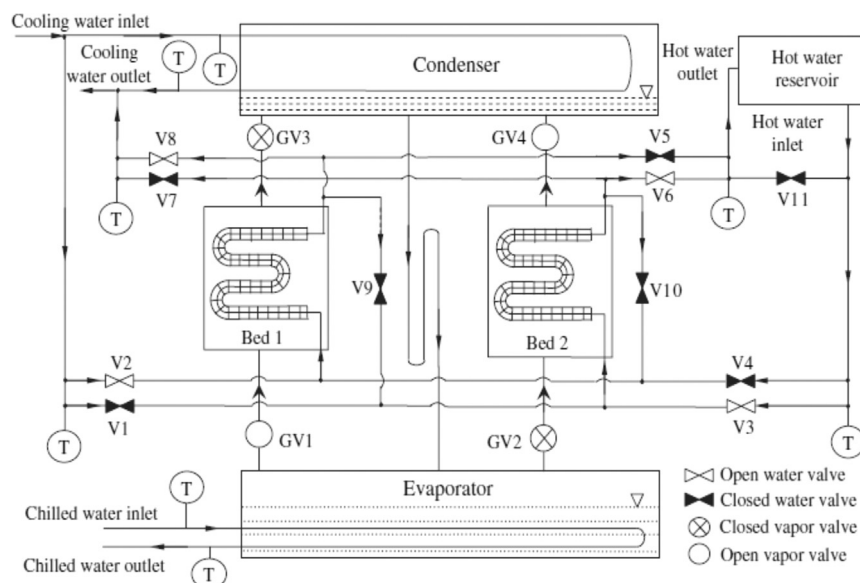 Cooling water inlet
Cooling
water outlet
T
T
Condenser
Hot water
outlet
Hot water
reservoir
Hot water
inlet
GV3
GV4
V8
V5
V7
V6
V11
T
T
V9
V10
Bed 1
Bed 2
V2
V4
V1
V3
T
T
GV1
GV2
T
Evaporator
Chilled water inlet
Chilled water outlet
T
Open water valve
Closed water valve
Closed vapor valve
Open vapor valve